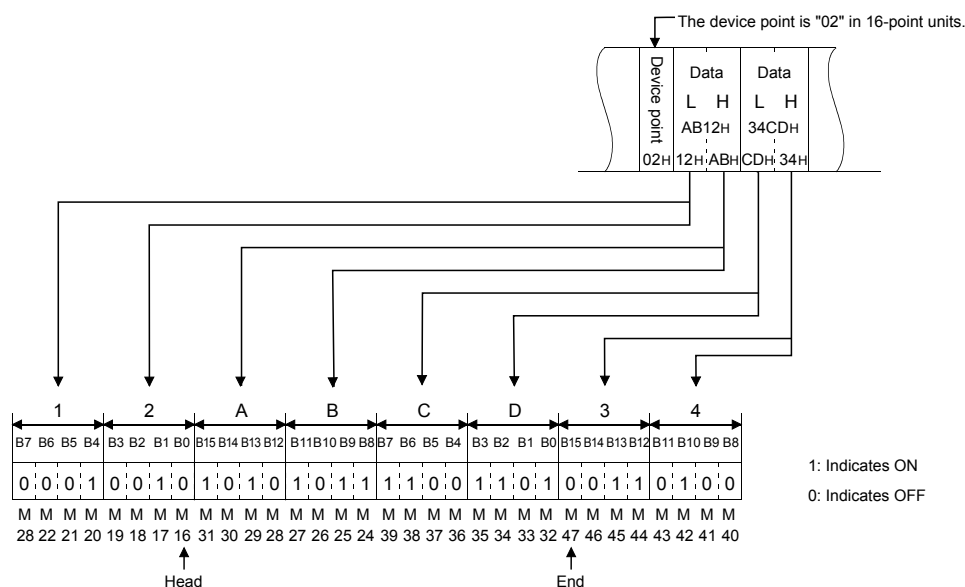 The device point is "02" in 16-point units.
Device point
Data Data
L H L H
AB12H 34CDH
02H 12H ABH CDH 34H
1 2 A B C D 3 4
B7 B6 B5 B4 B3 B2 B1 B0 B15 B14 B13 B12 B11 B10 B9 B8 B7 B6 B5 B4 B3 B2 B1 B0 B15 B14 B13 B12 B11 B10 B9 B8
0 0 0 1 0 0 1 0 1 0 1 0 1 0 1 1 1 1 0 0 1 1 0 1 0 0 1 1 0 1 0 0
M M M M M M M M M M M M M M M M M M M M M M M M M M M M M M M M
28 22 21 20 19 18 17 16 31 30 29 28 27 26 25 24 39 38 37 36 35 34 33 32 47 46 45 44 43 42 41 40
Head End
1: Indicates ON
0: Indicates OFF